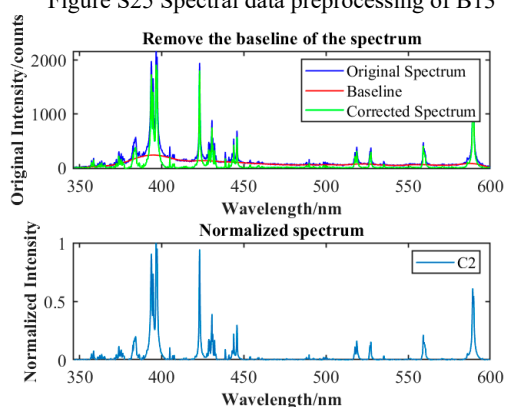 Figure S25 Spectral data preprocessing of B15
Remove the baseline of the spectrum
Original Intensity/counts
2000
1000
0
Original Spectrum
Baseline
Corrected Spectrum
350 400 450 500 550 600
Wavelength/nm
Normalized spectrum
Normalized Intensity
1
0.5
0
C2
350 400 450 500 550 600
Wavelength/nm